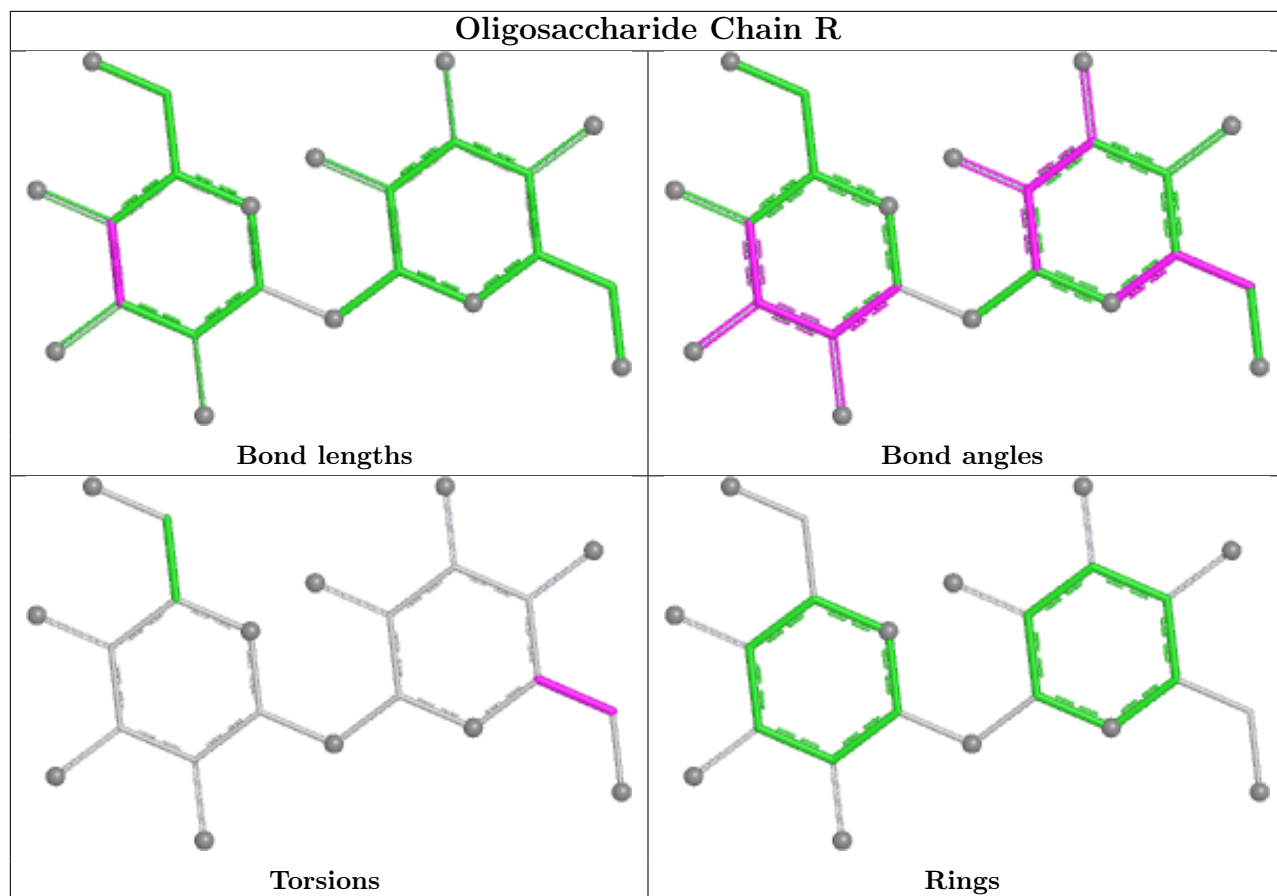 Oligosaccharide Chain R
Bond lengths
Bond angles
Torsions
Rings